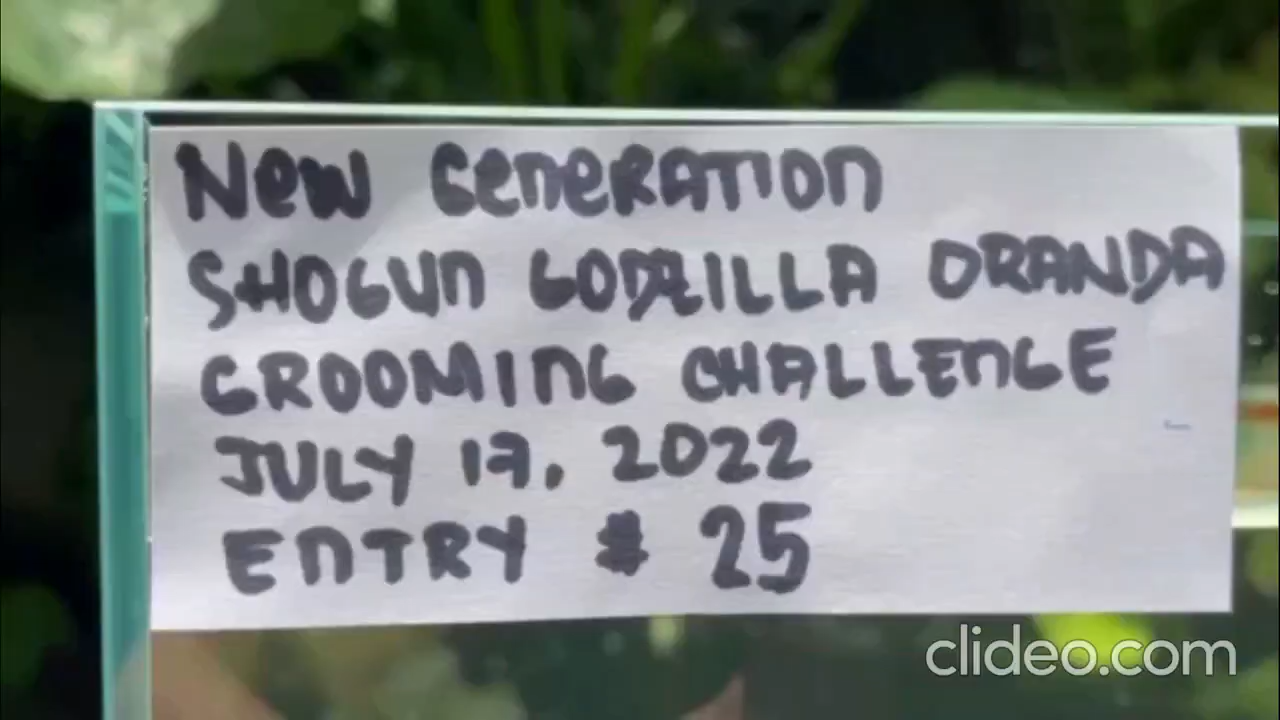 New GeneRATIOn
SHOGUn GODZILLA ORANDA
GROOMInG CHALLEnGE
JULY 17, 2022
EnTRY # 25
clideo.com